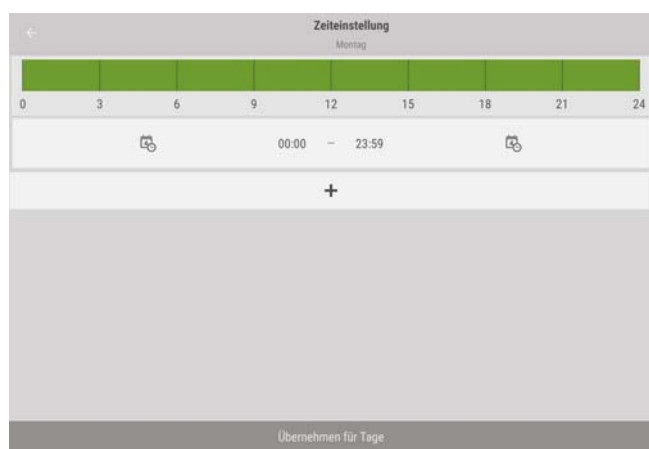 Zeiteinstellung
Montag
0 3 6 9 12 15 18 21 24
00:00 – 23:59
+
Übernehmen für Tage